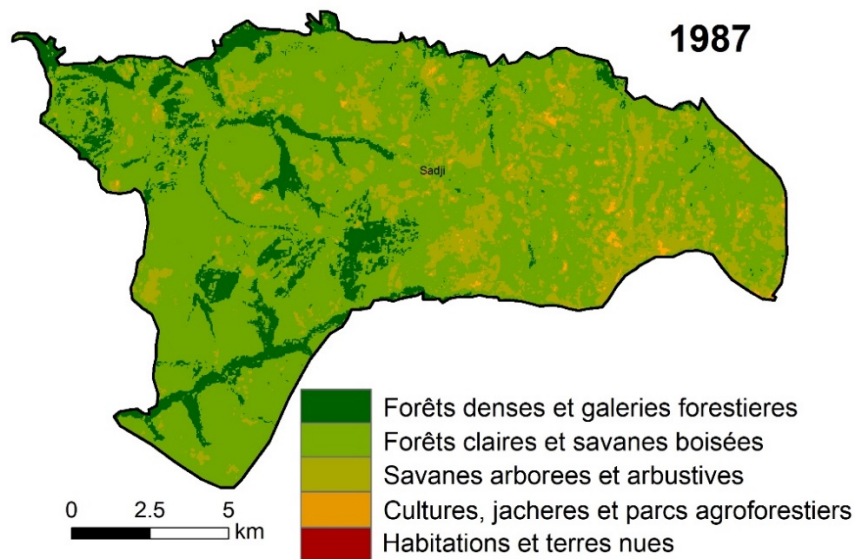 1987
Sadji
Forêts denses et galeries forestieres
Forêts claires et savanes boisées
Savanes arborees et arbustives
Cultures, jacheres et parcs agroforestiers
Habitations et terres nues
0 2.5 5
km